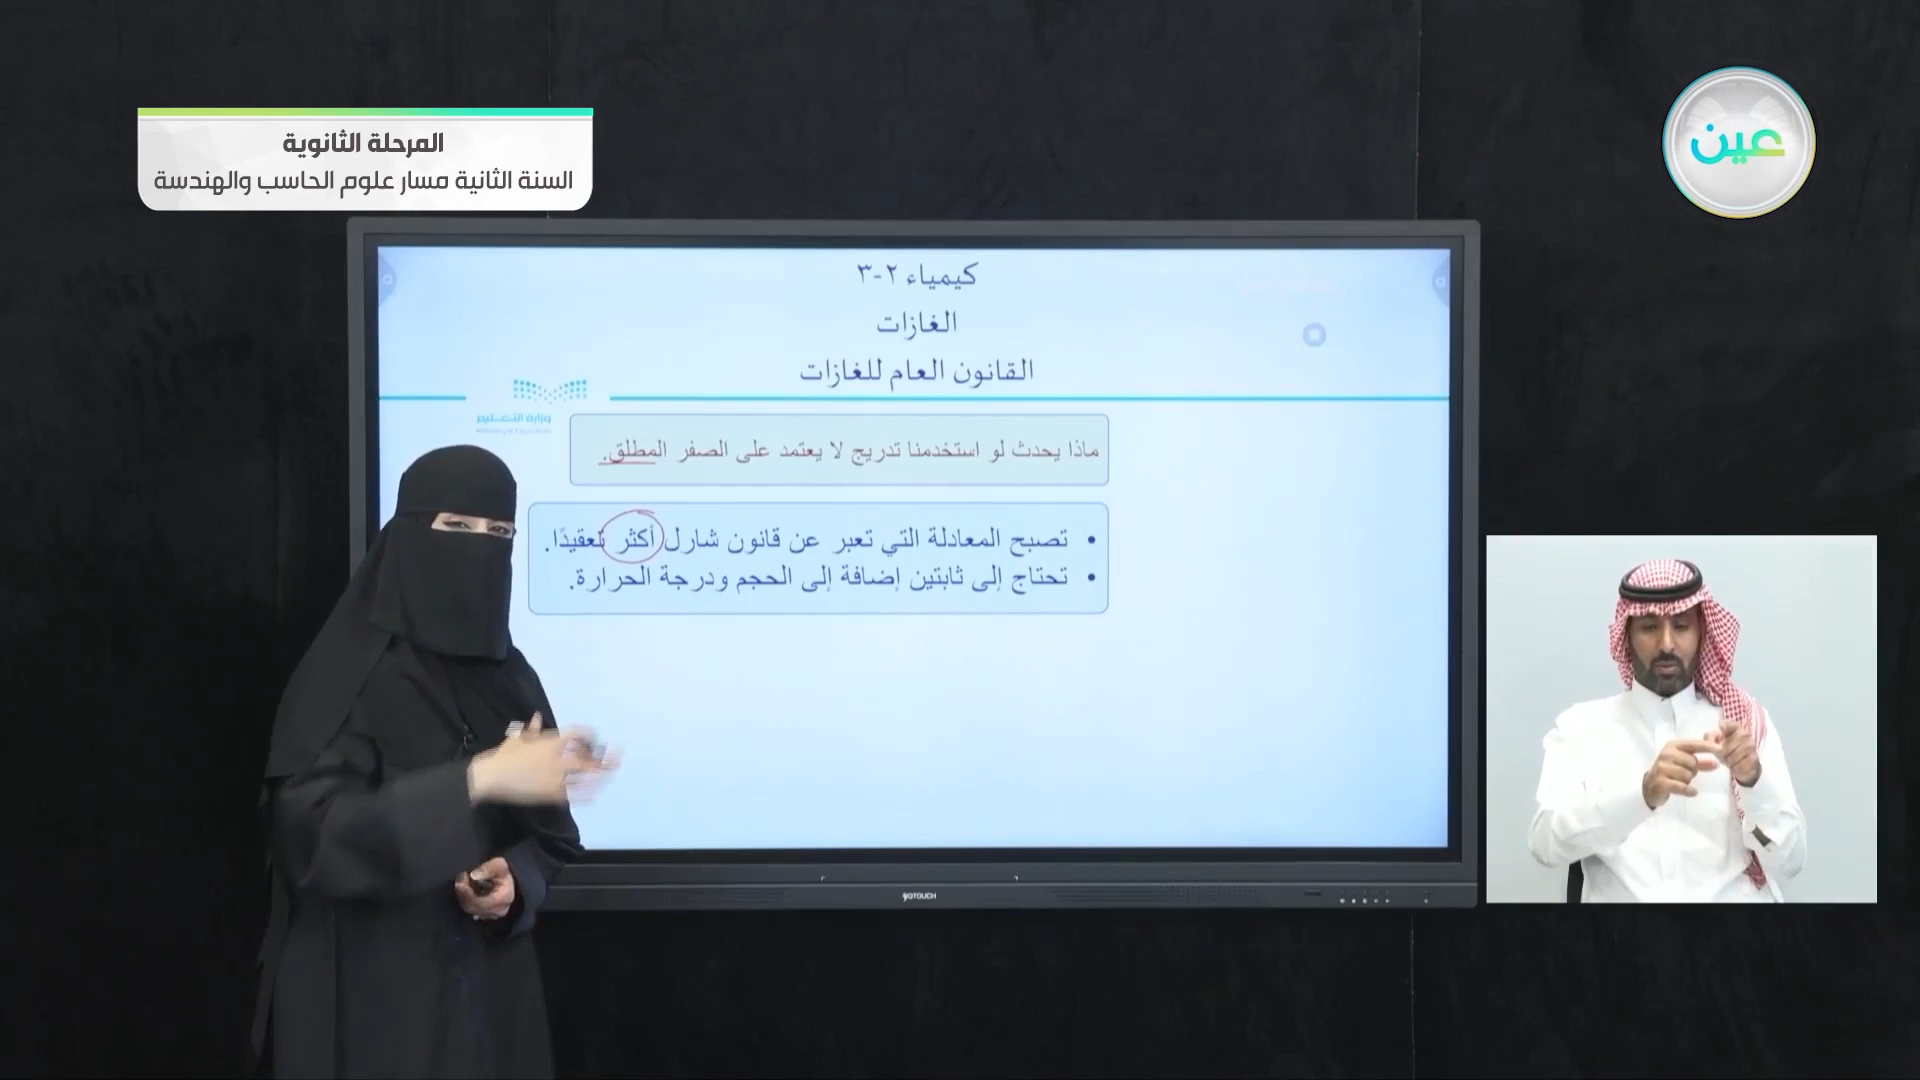 المرحلة الثانوية
السنة الثانية مسار علوم الحاسب والهندسة
عين
كيمياء ٢-٣
الغازات
القانون العام للغازات
وزارة التعليم
ماذا يحدث لو استخدمنا تدريج لا يعتمد على الصفر المطلق.
• تصبح المعادلة التي تعبر عن قانون شارل أكثر تعقيدًا.
• تحتاج إلى ثابتين إضافة إلى الحجم ودرجة الحرارة.